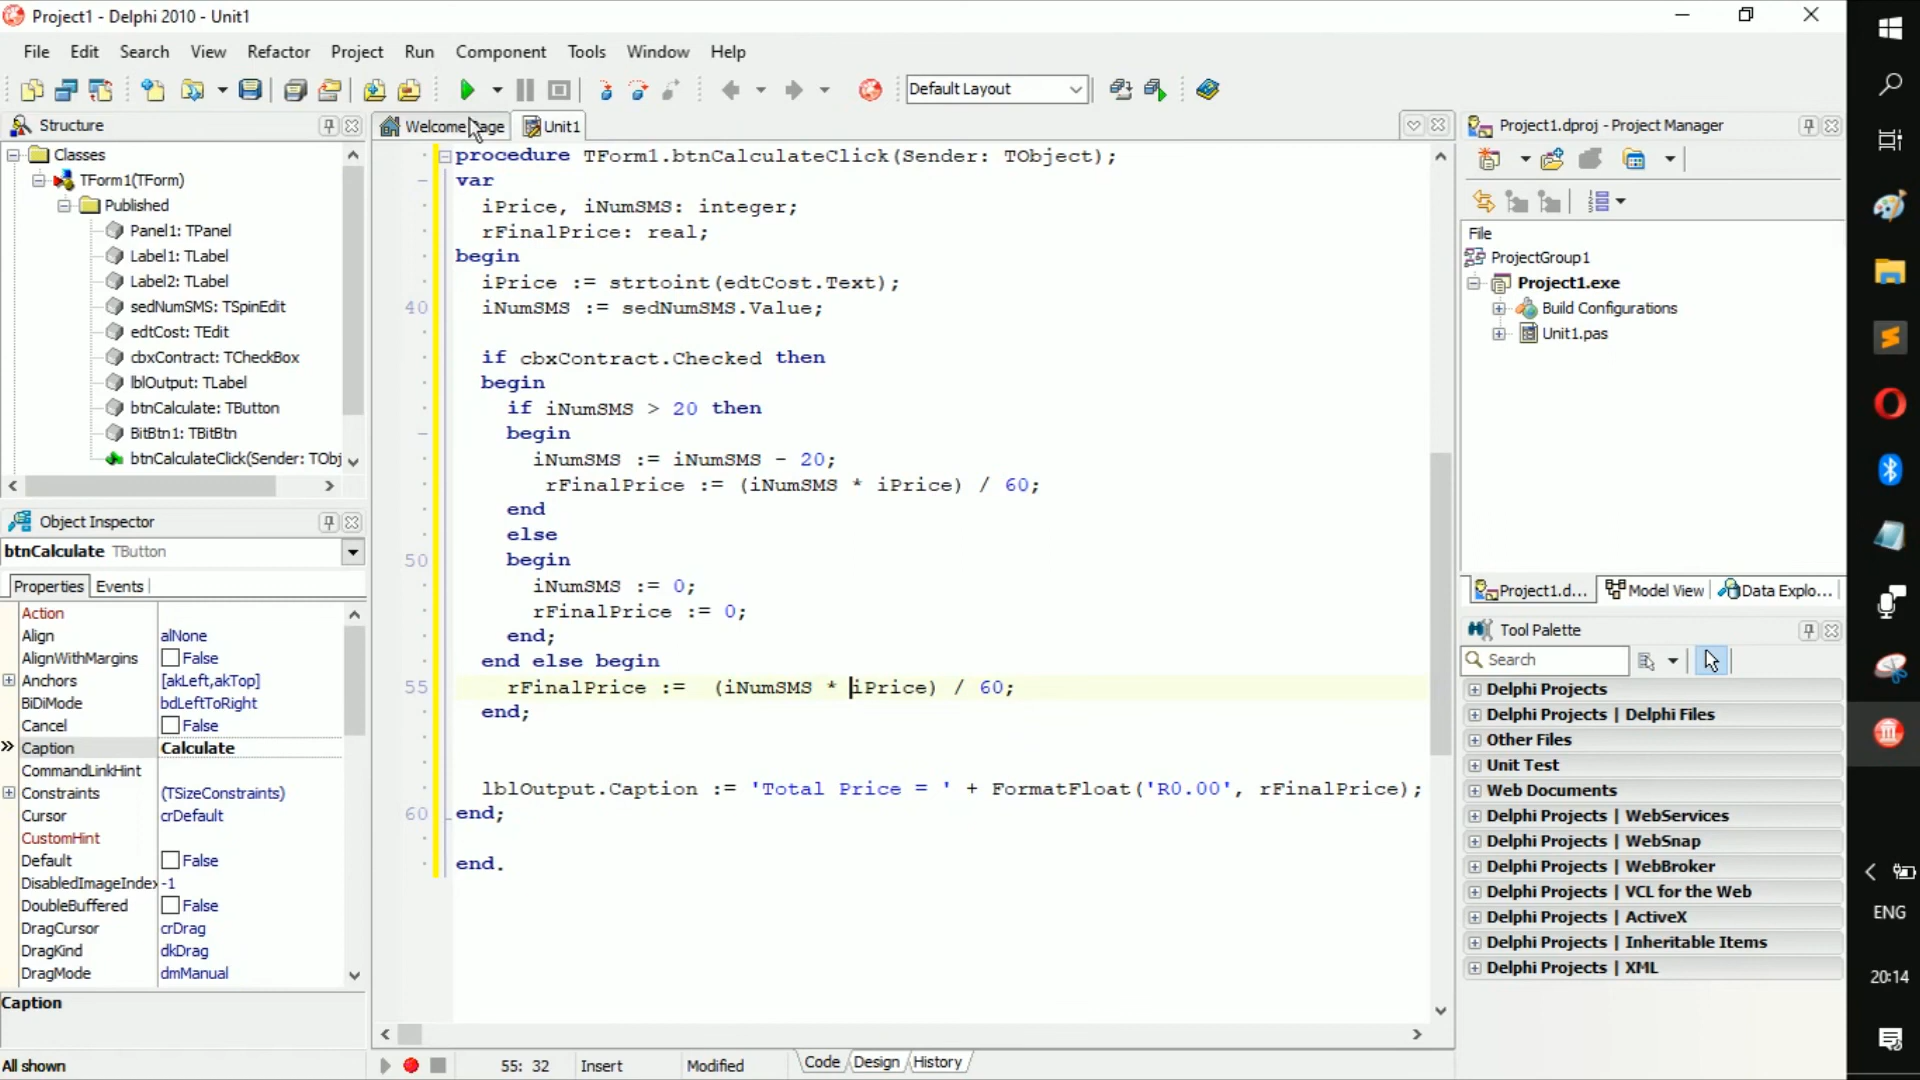 Project1 - Delphi 2010 - Unit1
File Edit Search View Refactor Project Run Component Tools Window Help
Default Layout
Structure
Classes
TForm1(TForm)
Published
Panel1: TPanel
Label1: TLabel
Label2: TLabel
sedNumSMS: TSpinEdit
edtCost: TEdit
cbxContract: TCheckBox
lblOutput: TLabel
btnCalculate: TButton
BitBtn1: TBitBtn
btnCalculateClick(Sender: TObj
Object Inspector
btnCalculate TButton
Properties Events
Action
Align alNone
AlignWithMargins False
Anchors [akLeft,akTop]
BiDiMode bdLeftToRight
Cancel False
Caption Calculate
CommandLinkHint
Constraints (TSizeConstraints)
Cursor crDefault
CustomHint
Default False
DisabledImageIndex -1
DoubleBuffered False
DragCursor crDrag
DragKind dkDrag
DragMode dmManual
Caption
All shown
Welcome Unit1
procedure TForm1.btnCalculateClick(Sender: TObject);
var
iPrice, iNumSMS: integer;
rFinalPrice: real;
begin
iPrice := strtoint(edtCost.Text);
40 iNumSMS := sedNumSMS.Value;
if cbxContract.Checked then
begin
if iNumSMS > 20 then
begin
iNumSMS := iNumSMS - 20;
rFinalPrice := (iNumSMS * iPrice) / 60;
end
else
50 begin
iNumSMS := 0;
rFinalPrice := 0;
end;
end else begin
55 rFinalPrice := (iNumSMS * iPrice) / 60;
end;
lblOutput.Caption := 'Total Price = ' + FormatFloat('R0.00', rFinalPrice);
60 end;
end.
55: 32 Insert Modified Code Design History
Project1.dproj - Project Manager
File
ProjectGroup1
Project1.exe
Build Configurations
Unit1.pas
Project1.d... Model View Data Explo...
Tool Palette
Search
Delphi Projects
Delphi Projects | Delphi Files
Other Files
Unit Test
Web Documents
Delphi Projects | WebServices
Delphi Projects | WebSnap
Delphi Projects | WebBroker
Delphi Projects | VCL for the Web
Delphi Projects | ActiveX
Delphi Projects | Inheritable Items
Delphi Projects | XML
ENG
20:14